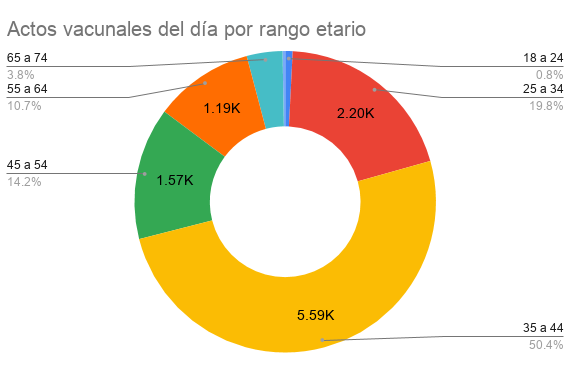 Actos vacunales del día por rango etario
65 a 74
3.8%
55 a 64
10.7%
45 a 54
14.2%
18 a 24
0.8%
25 a 34
19.8%
35 a 44
50.4%
1.19K
2.20K
1.57K
5.59K